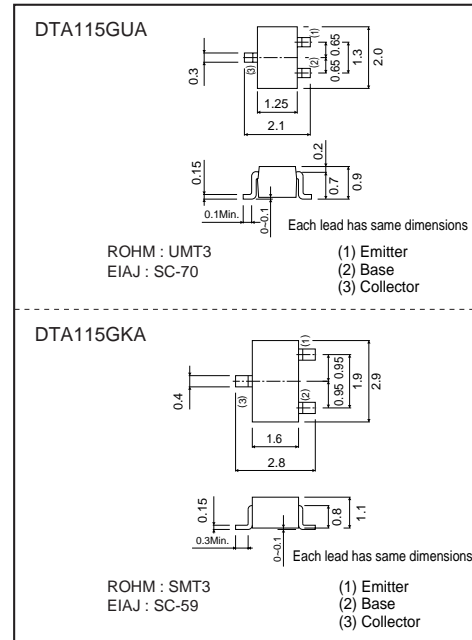 DTA115GUA
(1)
(3)
(2)
0.3
0.65
0.65
1.3
2.0
1.25
2.1
0.15
0.2
0.7
0.9
0.1Min.
0~0.1
Each lead has same dimensions
ROHM : UMT3
EIAJ : SC-70
(1) Emitter
(2) Base
(3) Collector
DTA115GKA
(1)
(3)
(2)
0.4
0.95
0.95
1.9
2.9
1.6
2.8
0.15
0.8
1.1
0.3Min.
0~0.1
Each lead has same dimensions
ROHM : SMT3
EIAJ : SC-59
(1) Emitter
(2) Base
(3) Collector